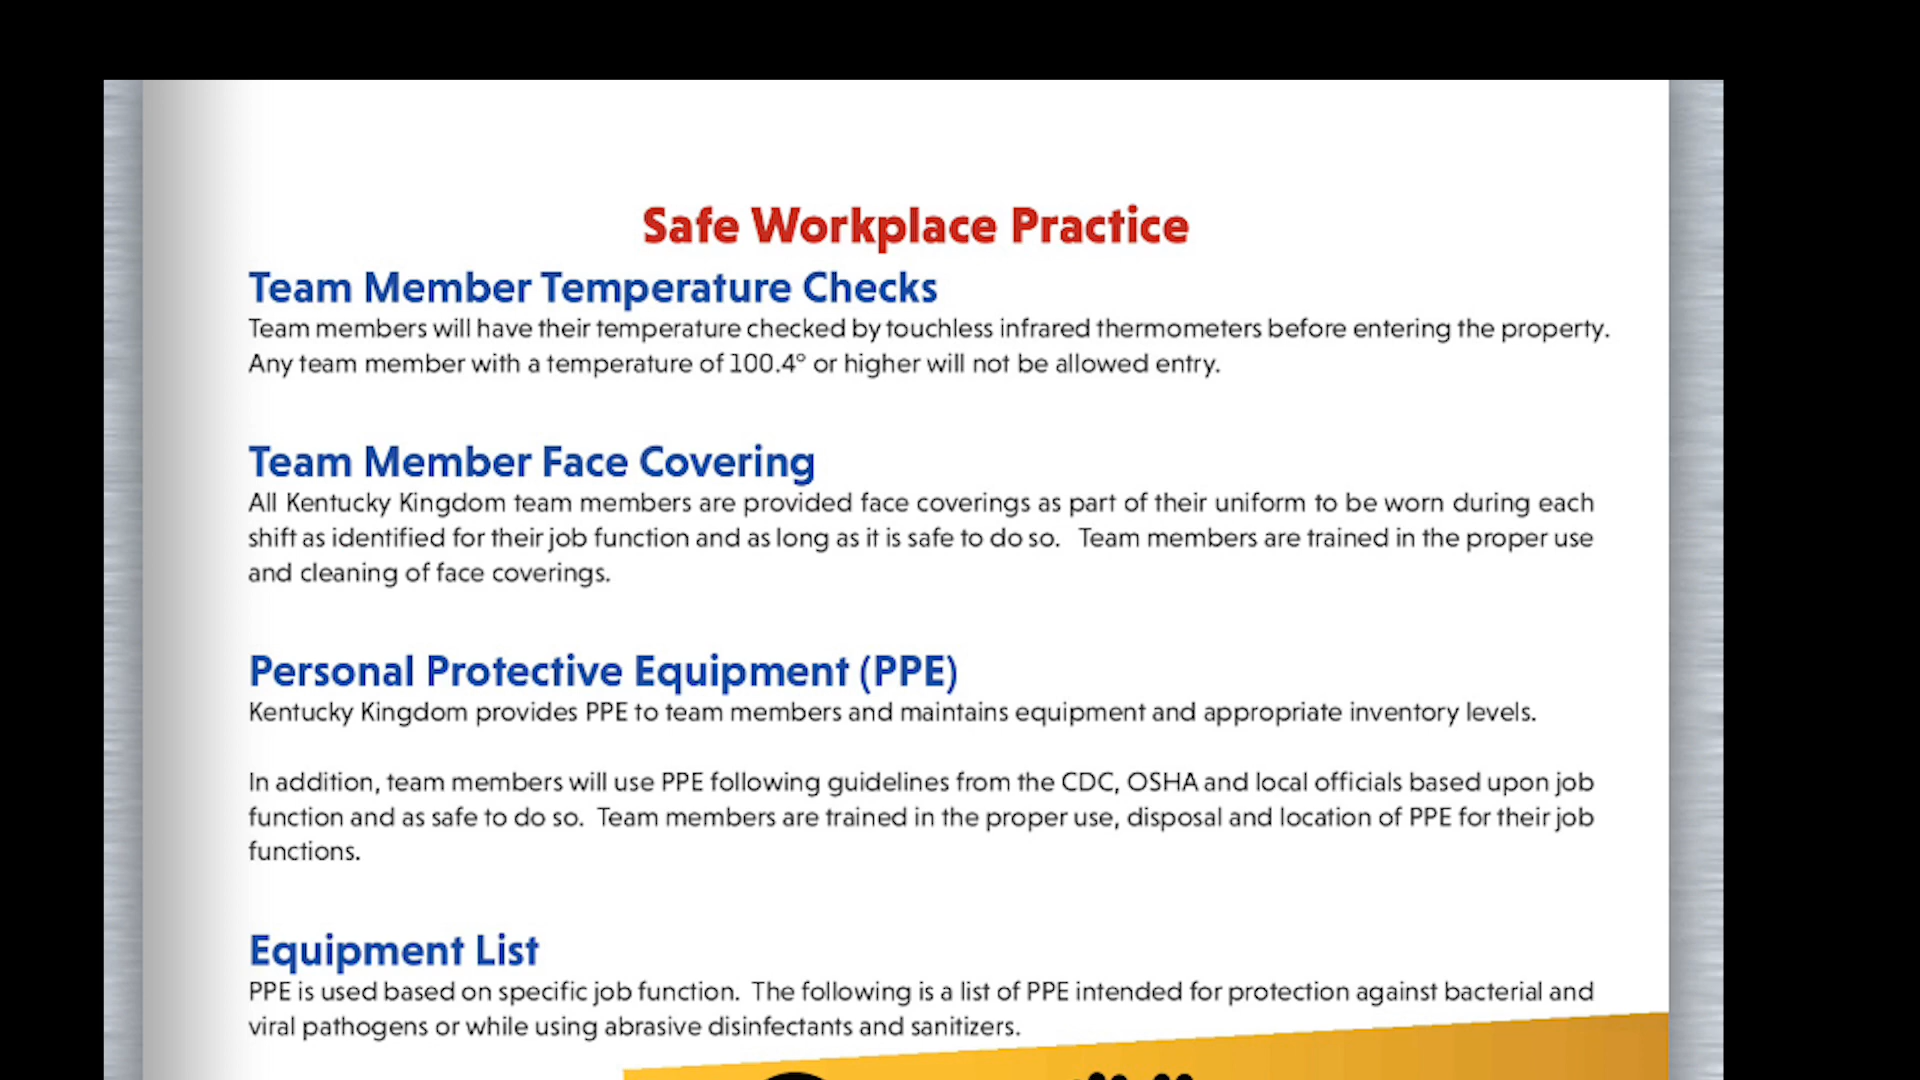 Safe Workplace Practice
Team Member Temperature Checks
Team members will have their temperature checked by touchless infrared thermometers before entering the property.
Any team member with a temperature of 100.4° or higher will not be allowed entry.
Team Member Face Covering
All Kentucky Kingdom team members are provided face coverings as part of their uniform to be worn during each
shift as identified for their job function and as long as it is safe to do so. Team members are trained in the proper use
and cleaning of face coverings.
Personal Protective Equipment (PPE)
Kentucky Kingdom provides PPE to team members and maintains equipment and appropriate inventory levels.
In addition, team members will use PPE following guidelines from the CDC, OSHA and local officials based upon job
function and as safe to do so. Team members are trained in the proper use, disposal and location of PPE for their job
functions.
Equipment List
PPE is used based on specific job function. The following is a list of PPE intended for protection against bacterial and
viral pathogens or while using abrasive disinfectants and sanitizers.